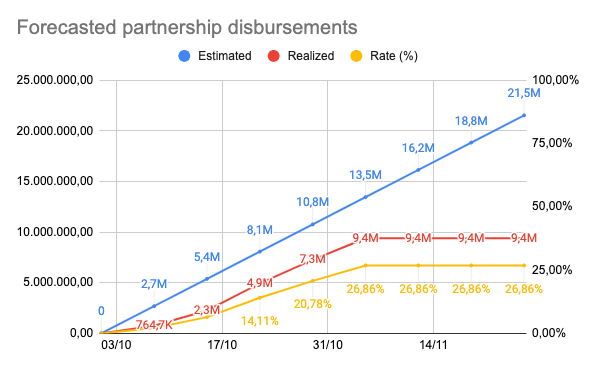 Forecasted partnership disbursements
Estimated Realized Rate (%)
25.000.000,00
20.000.000,00
15.000.000,00
10.000.000,00
5.000.000,00
0,00
100,00%
75,00%
50,00%
25,00%
0,00%
0
2,7M
5,4M
8,1M
10,8M
13,5M
16,2M
18,8M
21,5M
764,7K
2,3M
4,9M
7,3M
9,4M
9,4M
9,4M
9,4M
14,11%
20,78%
26,86%
26,86%
26,86%
26,86%
03/10 17/10 31/10 14/11